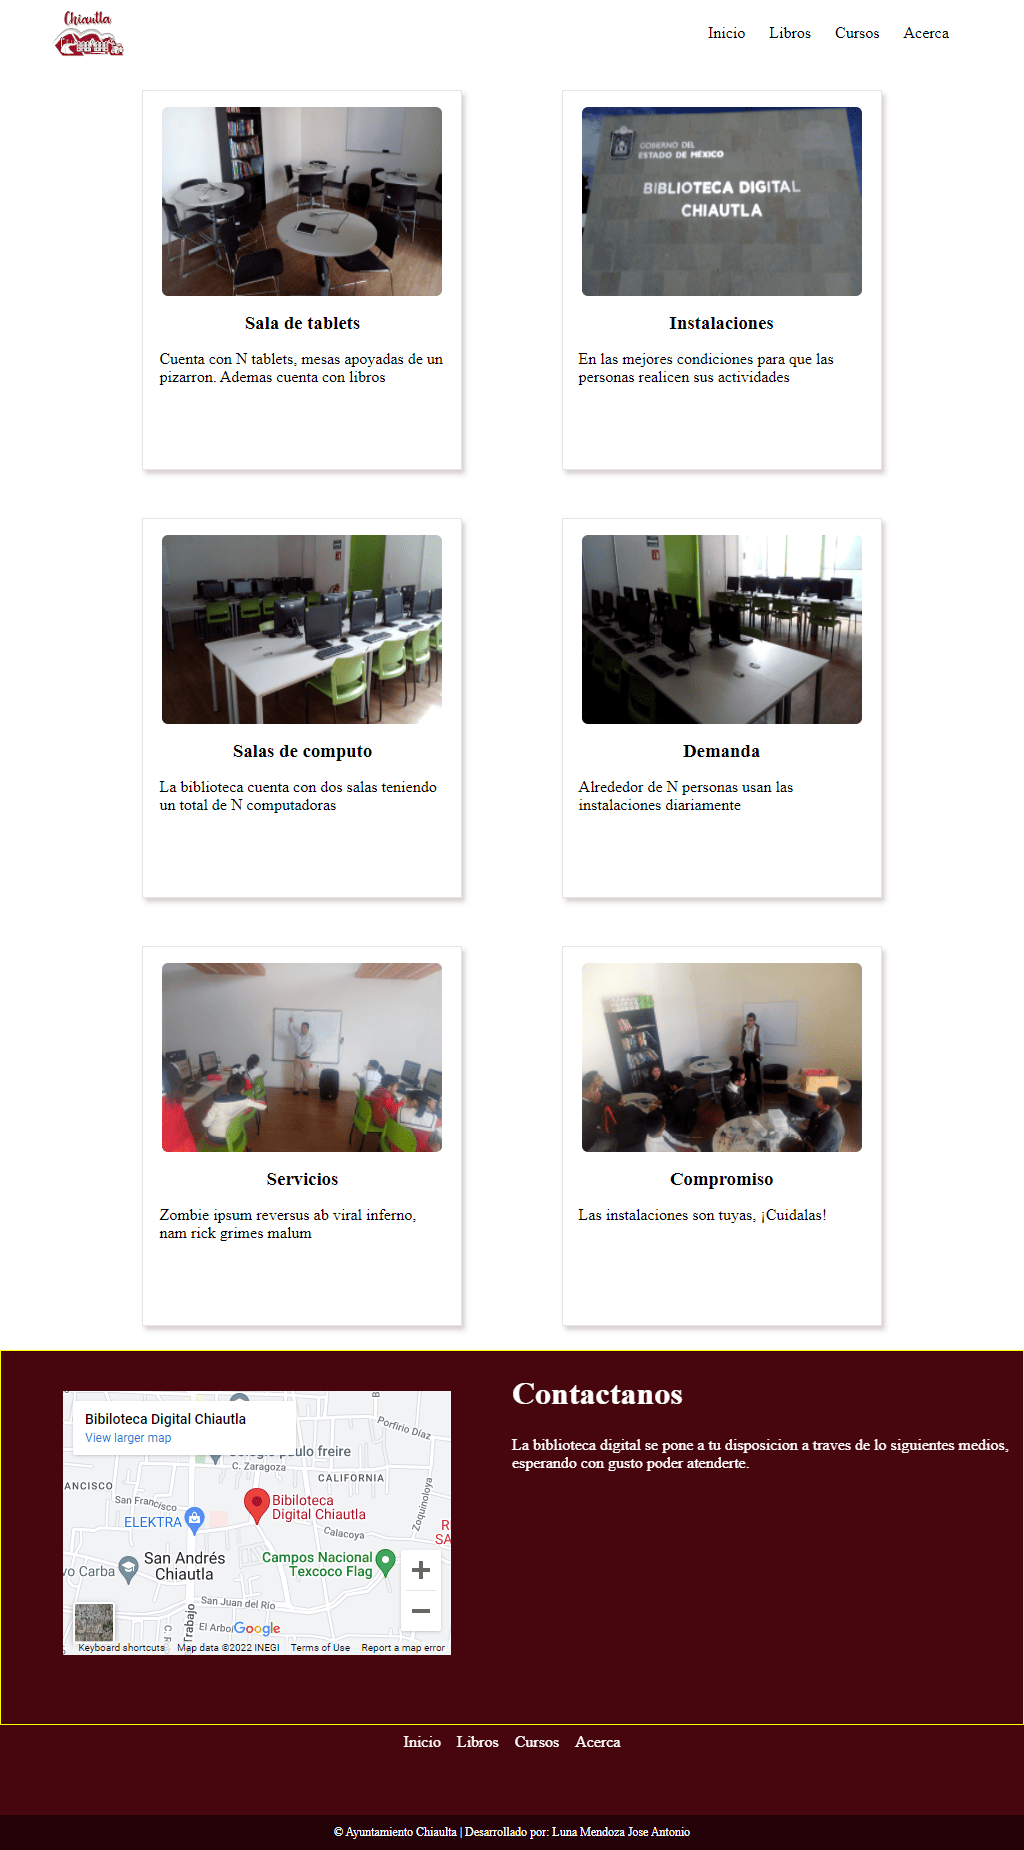 Chiautla
Inicio Libros Cursos Acerca
GOBIERNO DEL
ESTADO DE MÉXICO
BIBLIOTECA DIGITAL
CHIAUTLA
Sala de tablets
Cuenta con N tablets, mesas apoyadas de un
pizarron. Ademas cuenta con libros
Instalaciones
En las mejores condiciones para que las
personas realicen sus actividades
Salas de computo
La biblioteca cuenta con dos salas teniendo
un total de N computadoras
Demanda
Alrededor de N personas usan las
instalaciones diariamente
Servicios
Zombie ipsum reversus ab viral inferno,
nam rick grimes malum
Compromiso
Las instalaciones son tuyas, ¡Cuidalas!
Bibiloteca Digital Chiautla
View larger map
paulo freire
Porfirio Díaz
C. Zaragoza
CALIFORNIA
ANCISCO
San Francisco
Zoquinoloya
Bibiloteca
Digital Chiautla
ELEKTRA
Calacoya
San Andrés
Chiautla
Campos Nacional
Texcoco Flag
vo Carba
San Juan del Río
Trabajo
El Arbol
Google
Keyboard shortcuts Map data ©2022 INEGI Terms of Use Report a map error
Contactanos
La biblioteca digital se pone a tu disposicion a traves de lo siguientes medios,
esperando con gusto poder atenderte.
Inicio Libros Cursos Acerca
© Ayuntamiento Chiaulta | Desarrollado por: Luna Mendoza Jose Antonio